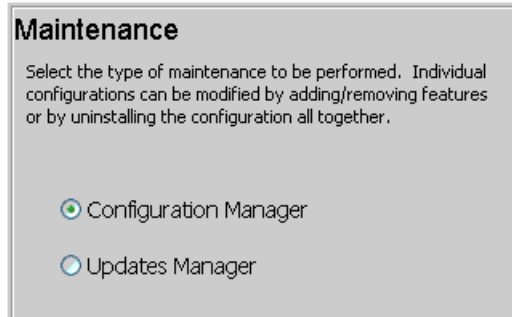 Maintenance
Select the type of maintenance to be performed.  Individual
configurations can be modified by adding/removing features
or by uninstalling the configuration all together.
Configuration Manager
Updates Manager